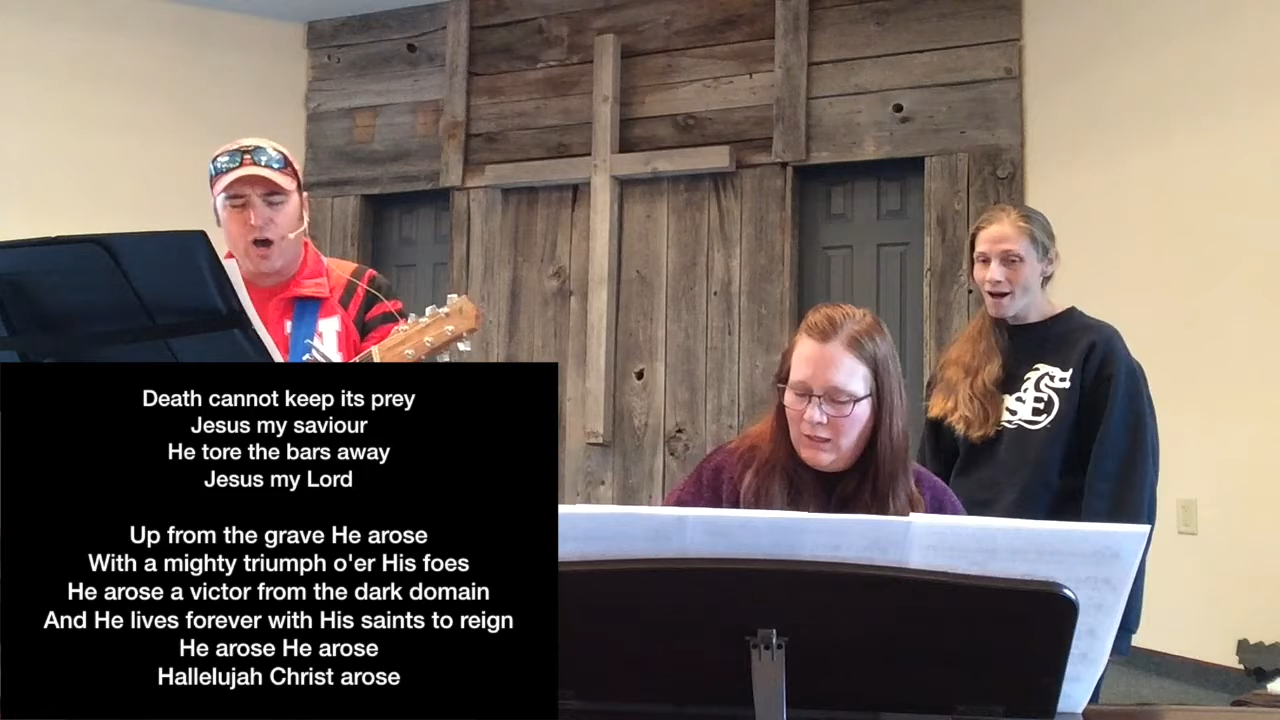 Death cannot keep its prey
Jesus my saviour
He tore the bars away
Jesus my Lord
Up from the grave He arose
With a mighty triumph o'er His foes
He arose a victor from the dark domain
And He lives forever with His saints to reign
He arose He arose
Hallelujah Christ arose
N
SE